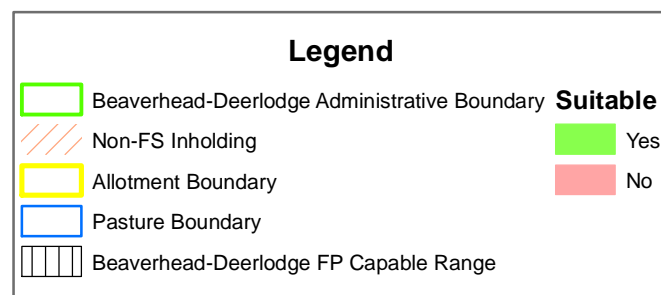 Legend
Beaverhead-Deerlodge Administrative Boundary
Non-FS Inholding
Allotment Boundary
Pasture Boundary
Beaverhead-Deerlodge FP Capable Range
Suitable
Yes
No